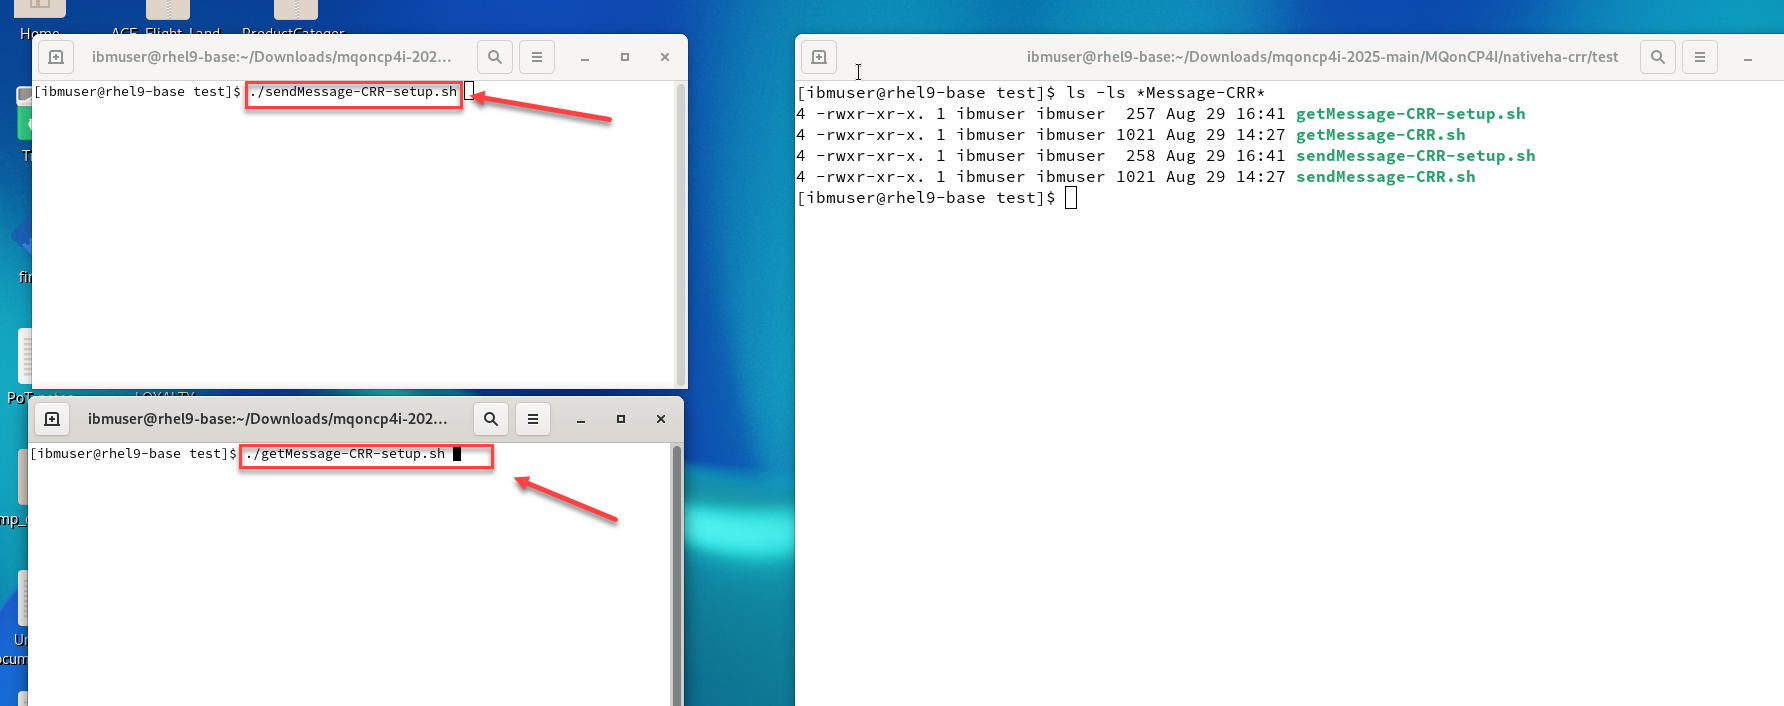 Home
ibmuser@rhel9-base:~/Downloads/mqoncp4i-202...
[ibmuser@rhel9-base test]$ ./sendMessage-CRR-setup.sh
ibmuser@rhel9-base:~/Downloads/mqoncp4i-202...
[ibmuser@rhel9-base test]$ ./getMessage-CRR-setup.sh
ibmuser@rhel9-base:~/Downloads/mqoncp4i-2025-main/MQonCP4I/nativeha-crr/test
[ibmuser@rhel9-base test]$ ls -ls *Message-CRR*
4 -rwxr-xr-x. 1 ibmuser ibmuser  257 Aug 29 16:41 getMessage-CRR-setup.sh
4 -rwxr-xr-x. 1 ibmuser ibmuser 1021 Aug 29 14:27 getMessage-CRR.sh
4 -rwxr-xr-x. 1 ibmuser ibmuser  258 Aug 29 16:41 sendMessage-CRR-setup.sh
4 -rwxr-xr-x. 1 ibmuser ibmuser 1021 Aug 29 14:27 sendMessage-CRR.sh
[ibmuser@rhel9-base test]$